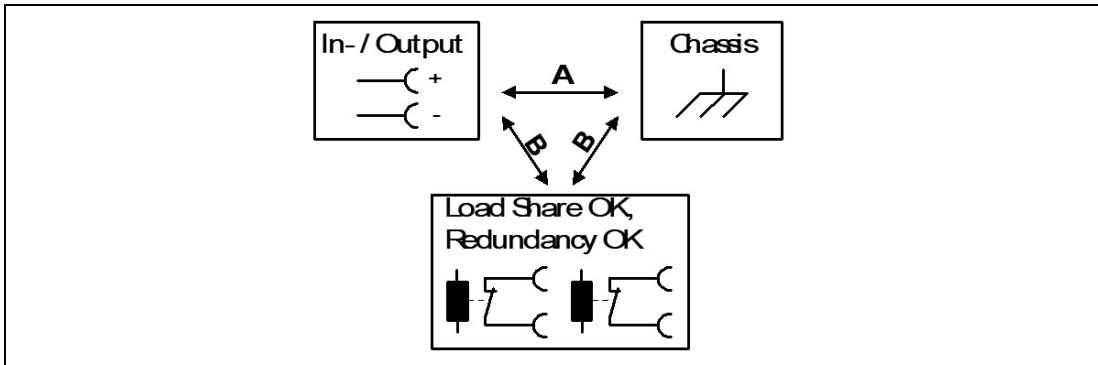 In- / Output
+
-
Chassis
A
B
B
Load Share OK,
Redundancy OK